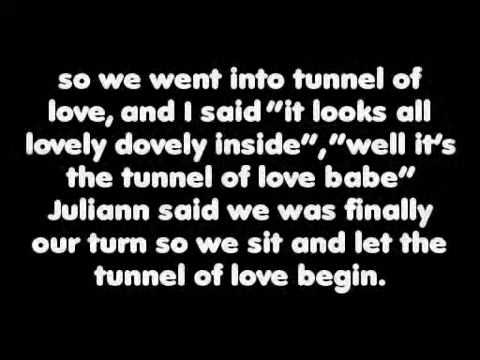 so we went into tunnel of
love, and I said "it looks all
lovely dovely inside","well it's
the tunnel of love babe"
Juliann said we was finally
our turn so we sit and let the
tunnel of love begin.